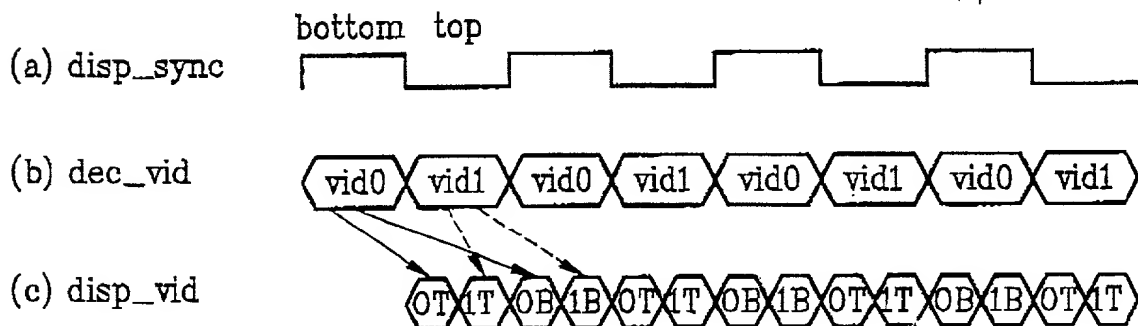 bottom top
(a) disp_sync
(b) dec_vid vid0 vid1 vid0 vid1 vid0 vid1 vid0 vid1
(c) disp_vid 0T 1T 0B 1B 0T 1T 0B 1B 0T 1T 0B 1B 0T 1T